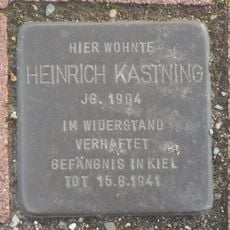 HIER WOHNTE
HEINRICH KASTNING
JG. 1904
IM WIDERSTAND
VERHAFTET
GEFÄNGNIS IN KIEL
TOT 15.8.1941